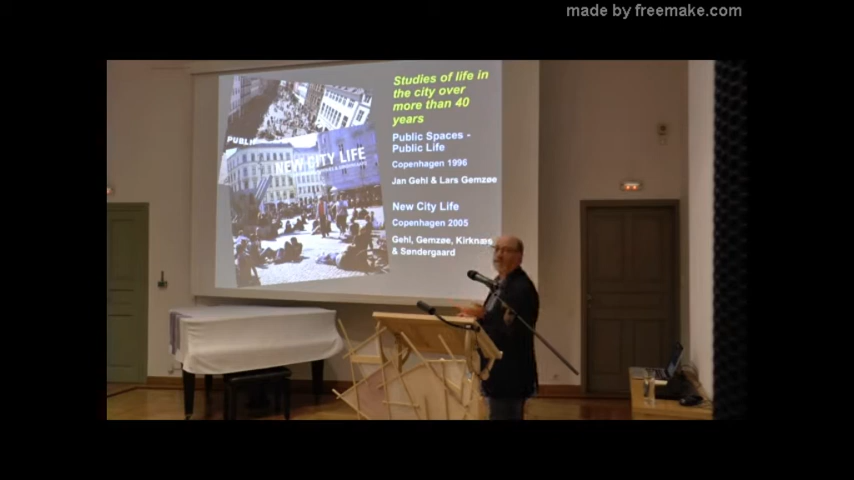 made by freemake.com
Studies of life in
the city over
more than 40
years
PUBLIC
NEW CITY LIFE
Public Spaces -
Public Life
Copenhagen 1996
Jan Gehl & Lars Gemzøe
New City Life
Copenhagen 2005
Gehl, Gemzøe, Kirknæs
& Søndergaard